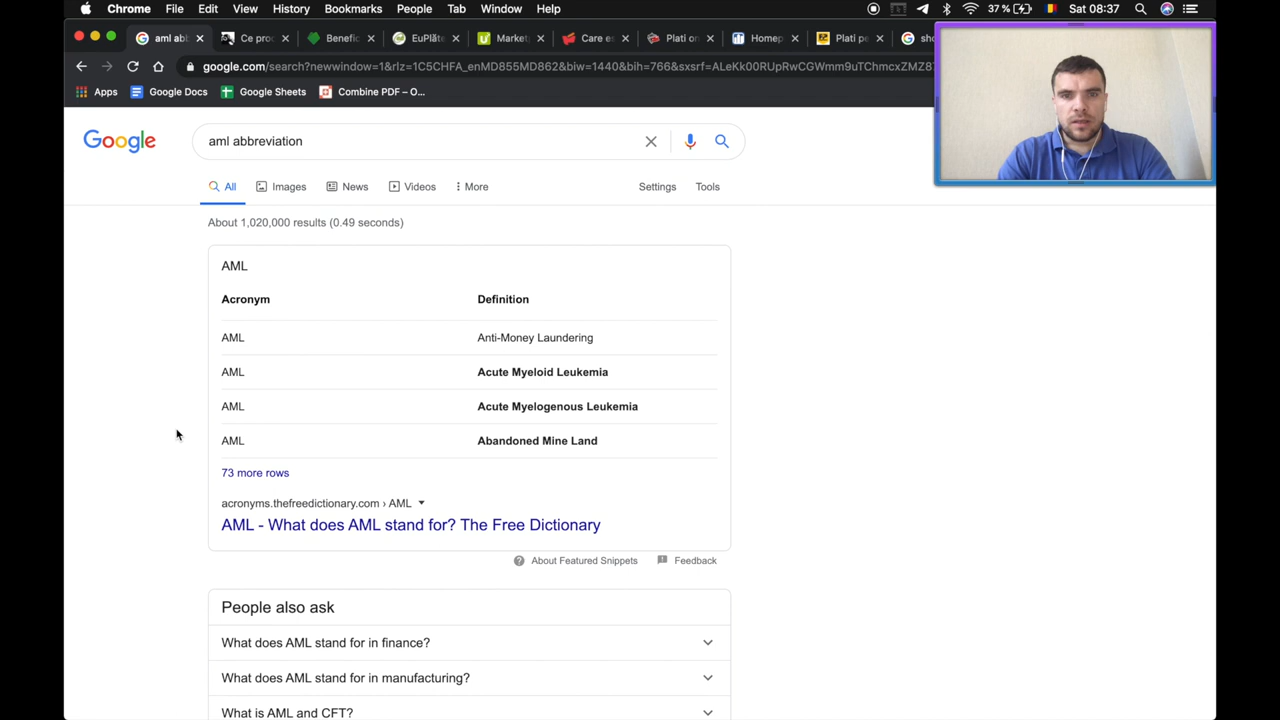 Chrome File Edit View History Bookmarks People Tab Window Help 37 % Sat 08:37
aml ab Ce pro Benefic EuPlăte Market Care es Plati on Homep Plati pe sho
google.com/search?newwindow=1&rlz=1C5CHFA_enMD855MD862&biw=1440&bih=766&sxsrf=ALeKk00RUpRwCGWmm9uTChmcxZMZ8
Apps Google Docs Google Sheets Combine PDF – O...
Google aml abbreviation
All Images News Videos More Settings Tools
About 1,020,000 results (0.49 seconds)
AML
Acronym Definition
AML Anti-Money Laundering
AML Acute Myeloid Leukemia
AML Acute Myelogenous Leukemia
AML Abandoned Mine Land
73 more rows
acronyms.thefreedictionary.com › AML
AML - What does AML stand for? The Free Dictionary
About Featured Snippets Feedback
People also ask
What does AML stand for in finance?
What does AML stand for in manufacturing?
What is AML and CFT?